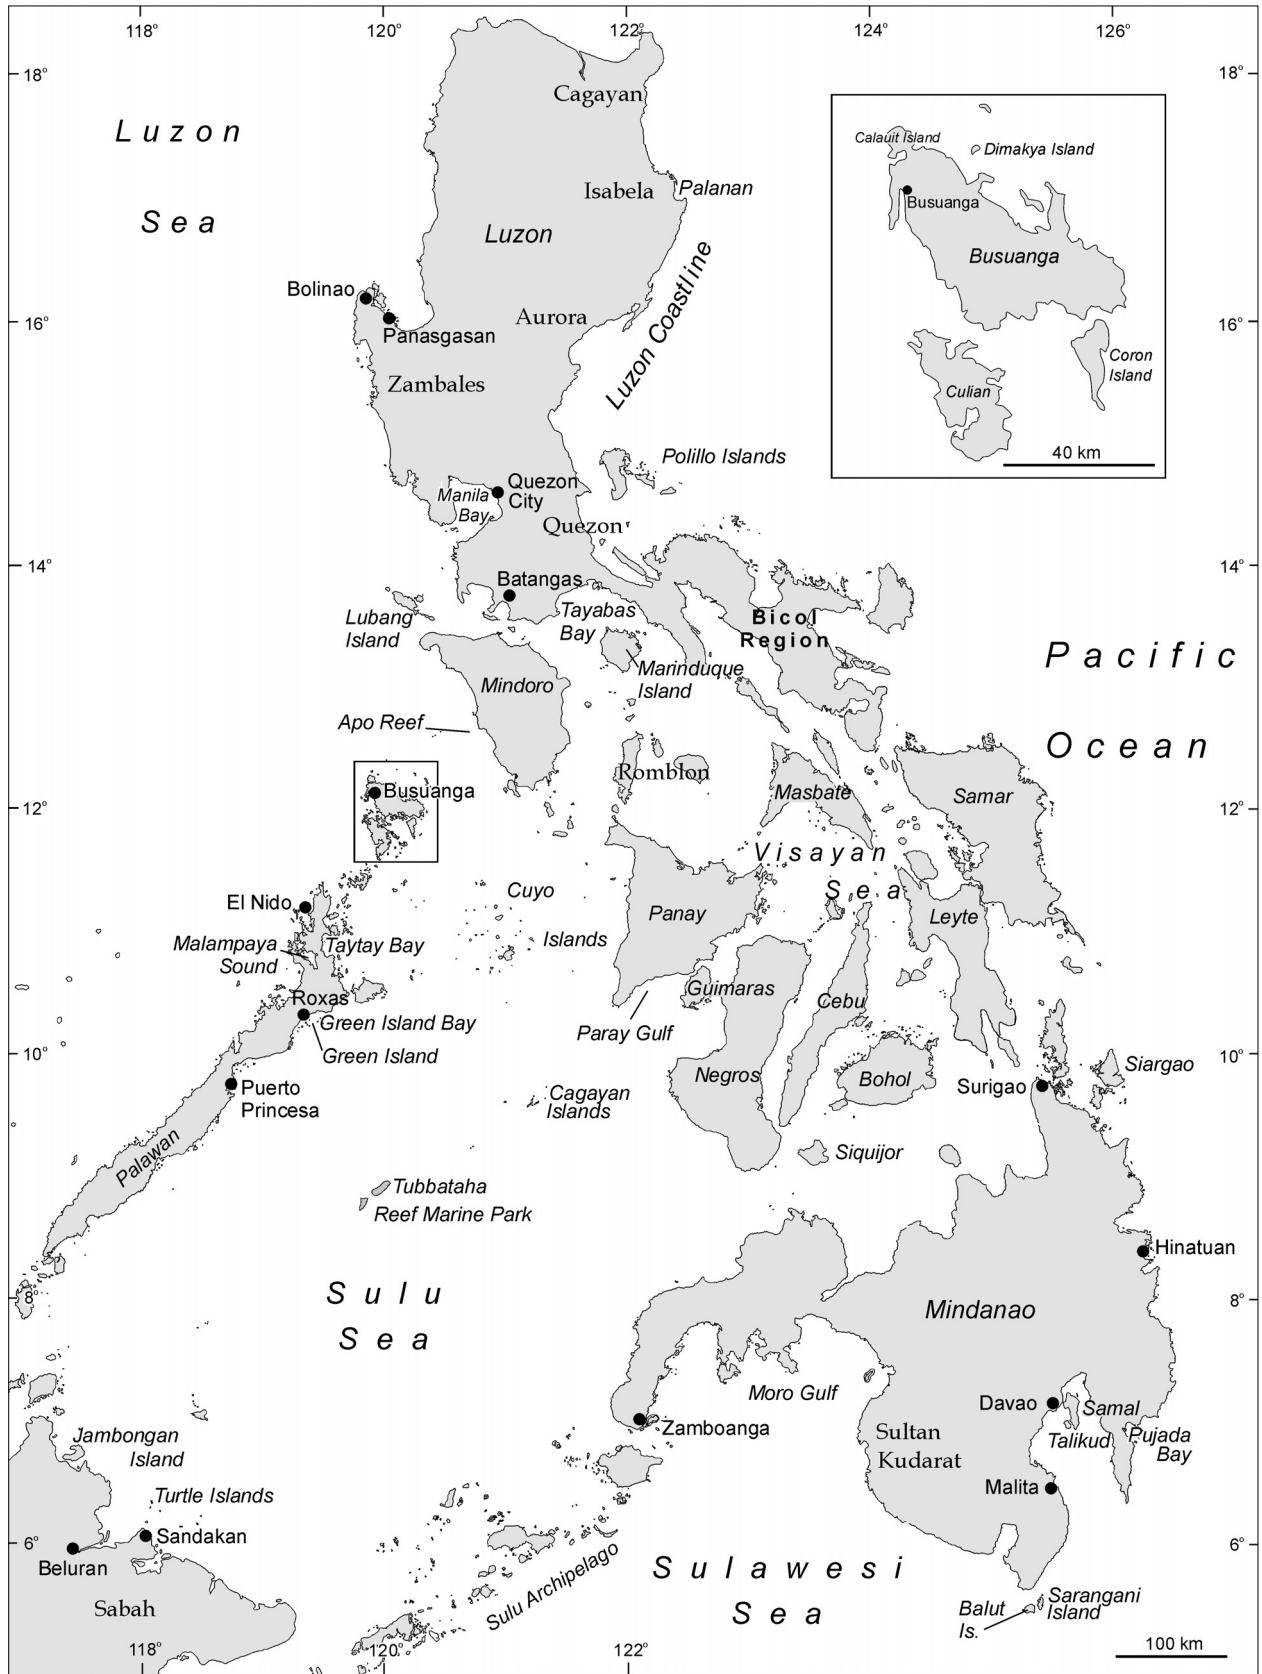 118°
120°
122°
124°
126°
18°
18°
Cagayan
Luzon
Sea
Calauit Island
Dimakya Island
Busuanga
Busuanga
Isabela
Palanan
Luzon
Bolinao
Panasgasan
Aurora
Luzon Coastline
16°
16°
Zambales
Coron
Island
Culian
40 km
Polillo Islands
Manila
Bay
Quezon
City
Quezon
14°
14°
Batangas
Tayabas
Bay
Lubang
Island
Bicol
Region
Marinduque
Island
Pacific
Ocean
Mindoro
Apo Reef
Romblon
Masbate
Samar
Busuanga
12°
12°
Visayan
Sea
El Nido
Cuyo
Islands
Panay
Leyte
Malampaya
Sound
Taytay Bay
Roxas
Guimaras
Cebu
Green Island Bay
Green Island
Paray Gulf
10°
10°
Puerto
Princesa
Negros
Bohol
Surigao
Siargao
Cagayan
Islands
Palawan
Siquijor
Tubbataha
Reef Marine Park
Hinatuan
Sulu
Sea
8°
8°
Mindanao
Moro Gulf
Davao
Samal
Talikud
Pujada
Bay
Zamboanga
Sultan
Kudarat
Jambongan
Island
Malita
Turtle Islands
Sandakan
6°
6°
Beluran
Sabah
Sulu Archipelago
Sulawesi
Sea
Sarangani
Island
Balut
Is.
118°
120°
122°
100 km